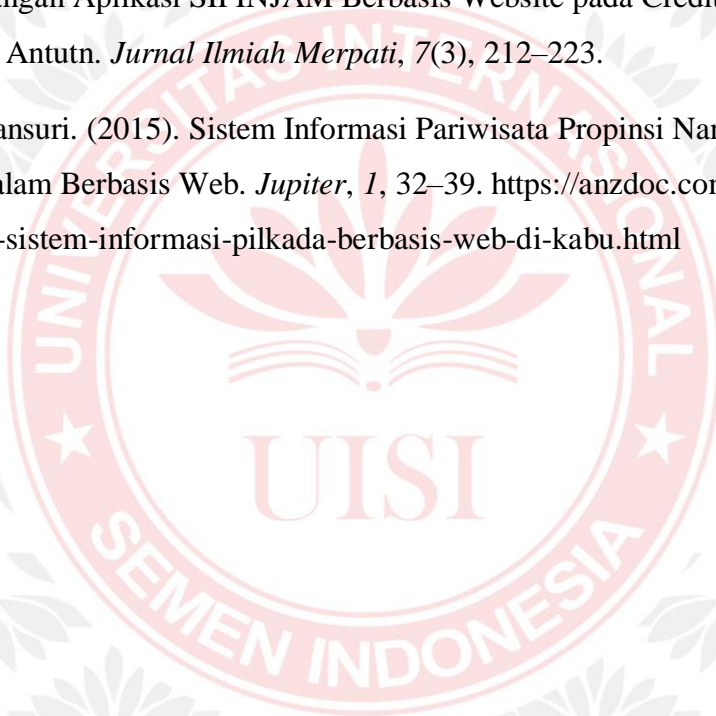 ngan Aplikasi SIPINJAM Berbasis Website pada Credit
Antutn. Jurnal Ilmiah Merpati, 7(3), 212–223.
ansuri. (2015). Sistem Informasi Pariwisata Propinsi Nan
alam Berbasis Web. Jupiter, 1, 32–39. https://anzdoc.con
-sistem-informasi-pilkada-berbasis-web-di-kabu.html
UNIVERSITAS INTERNASIONAL
UISI
SEMEN INDONESIA